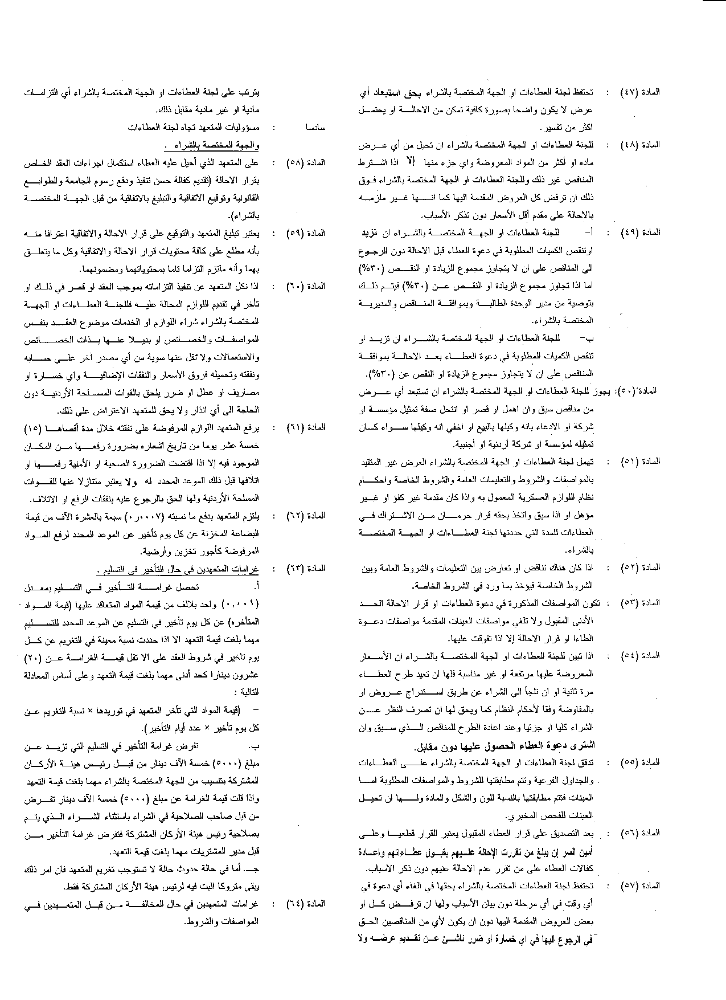 المادة (٤٧) : تحتفظ لجنة العطاءات او الجهة المختصة بالشراء بحق استبعاد أي
عرض لا يكون واضحا بصورة كافية تمكن من الاحالة او يحتمل
اكثر من تفسير.
المادة (٤٨) : للجنة العطاءات او الجهة المختصة بالشراء ان تحيل من أي عرض
ماده او أكثر من المواد المعروضة واي جزء منها إلا اذا اشترط
المناقص غير ذلك وللجنة العطاءات او الجهة المختصة بالشراء فوق
ذلك ان ترفض كل العروض المقدمة اليها كما انها غير ملزمه
بالاحالة على مقدم أقل الأسعار دون تذكر الأسباب.
المادة (٤٩) : أ- للجنة العطاءات او الجهة المختصة بالشراء ان تزيد
اوتنقص الكميات المطلوبة في دعوة العطاء قبل الاحالة دون الرجوع
الى المناقص على ان لا يتجاوز مجموع الزيادة او النقص (٣٠%)
اما اذا تجاوز مجموع الزيادة او النقص عن (٣٠%) فيتم ذلك
بتوصية من مدير الوحدة الطالبة وبموافقة المناقص والمديرية
المختصة بالشراء.
ب- للجنة العطاءات او الجهة المختصة بالشراء ان تزيد او
تنقص الكميات المطلوبة في دعوة العطاء بعد الاحالة بموافقة
المناقص على ان لا يتجاوز مجموع الزيادة او النقص عن (٣٠%).
المادة (٥٠): يجوز للجنة العطاءات او الجهة المختصة بالشراء ان تستبعد أي عرض
من مناقص سبق وان اهمل او قصر او انتحل صفة تمثيل مؤسسة او
شركة او الادعاء بانه وكيلها بالبيع او اخفي انه وكيلها سواء كان
تمثيله لمؤسسة او شركة أردنية او أجنبية.
المادة (٥١) : تهمل لجنة العطاءات او الجهة المختصة بالشراء العرض غير المتقيد
بالمواصفات والشروط والتعليمات العامة والشروط الخاصة واحكام
نظام اللوازم العسكرية المعمول به واذا كان مقدمة غير كفؤ او غير
مؤهل او اذا سبق واتخذ بحقه قرار حرمان من الاشتراك في
العطاءات للمدة التي حددتها لجنة العطاءات او الجهة المختصة
بالشراء.
المادة (٥٢) : اذا كان هناك تناقض او تعارض بين التعليمات والشروط العامة وبين
الشروط الخاصة فيؤخذ بما ورد في الشروط الخاصة.
المادة (٥٣) : تكون المواصفات المذكورة في دعوة العطاءات او قرار الاحالة الحد
الأدنى المقبول ولا تلغي مواصفات العينات المقدمة مواصفات دعوة
الطاءا او قرار الاحالة إلا اذا تفوقت عليها.
المادة (٥٤) : اذا تبين للجنة العطاءات او الجهة المختصة بالشراء ان الأسعار
المعروضة عليها مرتفعة او غير مناسبة فلها ان تعيد طرح العطاء
مرة ثانية او ان تلجأ الى الشراء عن طريق استدراج عروض او
بالمفاوضة وفقا لأحكام النظام كما ويحق لها ان تصرف النظر عن
الشراء كليا او جزئيا وعند اعادة الطرح للمناقص الذي سبق وان
اشترى دعوة العطاء الحصول عليها دون مقابل.
المادة (٥٥) : تدقق لجنة العطاءات او الجهة المختصة بالشراء على العطاءات
والجداول الفرعية وتتم مطابقتها للشروط والمواصفات المطلوبة اما
العينات فتتم مطابقتها بالنسبة للون والشكل والمادة ولها ان تحيل
العينات للفحص المخبري.
المادة (٥٦) : بعد التصديق على قرار العطاء المقبول يعتبر القرار قطعيا وعلى
أمين السر إن يبلغ من تقررت الإحالة عليهم بقبول عطاءاتهم واعادة
كفالات العطاء على من تقرر عدم الاحالة عليهم دون ذكر الأسباب.
المادة (٥٧) : تحتفظ لجنة العطاءات المختصة بالشراء بحقها في الغاء أي دعوة في
أي وقت في أي مرحلة دون بيان الأسباب ولها ان ترفض كل او
بعض العروض المقدمة اليها دون ان يكون لأي من المناقصين الحق
في الرجوع اليها في اي خسارة او ضرر ناشئ عن تقديم عرضه ولا
يترتب على لجنة العطاءات او الجهة المختصة بالشراء أي التزامات
مادية او غير مادية مقابل ذلك.
سادسا : مسؤوليات المتعهد تجاه لجنة العطاءات
والجهة المختصة بالشراء .
المادة (٥٨) : على المتعهد الذي أحيل عليه العطاء استكمال اجراءات العقد الخاص
بقرار الاحالة (تقديم كفالة حسن تنفيذ ودفع رسوم الجامعة والطوابع
القانونية وتوقيع الاتفاقية والتبليغ بالاتفاقية من قبل الجهة المختصة
بالشراء).
المادة (٥٩) : يعتبر تبليغ المتعهد والتوقيع على قرار الاحالة والاتفاقية اعترافا منه
بأنه مطلع على كافة محتويات قرار الاحالة والاتفاقية وكل ما يتعلق
بهما وأنه ملتزم التزاما تاما بمحتوياتهما ومضمونهما.
المادة (٦٠) : اذا نكل المتعهد عن تنفيذ التزاماته بموجب العقد او قصر في ذلك او
تأخر في تقديم اللوازم المحالة عليه فللجنة العطاءات او الجهة
المختصة بالشراء شراء اللوازم او الخدمات موضوع العقد بنفس
المواصفات والخصائص او بديلا عنها بذات الخصائص
والاستعمالات ولا تقل عنها سوية من أي مصدر آخر على حسابه
ونفقته وتحميله فروق الأسعار والنفقات الإضافية واي خسارة او
مصاريف او عطل او ضرر يلحق بالقوات المسلحة الأردنية دون
الحاجة الى أي انذار ولا يحق للمتعهد الاعتراض على ذلك.
المادة (٦١) : يرفع المتعهد اللوازم المرفوضة على نفقته خلال مدة أقصاها (١٥)
خمسة عشر يوما من تاريخ اشعاره بضرورة رفعها من المكان
الموجود فيه إلا اذا اقتضت الضرورة الصحية او الأمنية رفعها او
اتلافها قبل ذلك الموعد المحدد له ولا يعتبر متنازلا عنها للقوات
المسلحة الأردنية ولها الحق بالرجوع عليه بنفقات الرفع او الاتلاف.
المادة (٦٢) : يلتزم المتعهد بدفع ما نسبته (٠٠٠٧ر٠) سبعة بالعشرة الآف من قيمة
البضاعة المخزنة عن كل يوم تأخير عن الموعد المحدد لرفع المواد
المرفوضة كأجور تخزين وأرضية.
المادة (٦٣) : غرامات المتعهدين في حال التأخير في التسليم .
أ. تحصل غرامة التأخير في التسليم بمعدل
(٠,٠٠١) واحد بلالف من قيمة المواد المتعاقد عليها (قيمة المواد
المتأخره) عن كل يوم تأخير في التسليم عن الموعد المحدد للتسليم
مهما بلغت قيمة التعهد الا اذا حددت نسبة معينة في التغريم عن كل
يوم تاخير في شروط العقد على الا تقل قيمة الغرامة عن (٢٠)
عشرون دينارا كحد أدنى مهما بلغت قيمة التعهد وعلى أساس المعادلة
التالية :
– (قيمة المواد التي تأخر المتعهد في توريدها × نسبة التغريم عن
كل يوم تأخير × عدد أيام التأخير).
ب. تفرض غرامة التأخير في التسليم التي تزيد عن
مبلغ (٥٠٠٠) خمسة الآف دينار من قبل رئيس هيئة الأركان
المشتركة بتنسيب من الجهة المختصة بالشراء مهما بلغت قيمة التعهد
واذا قلت قيمة الغرامة عن مبلغ (٥٠٠٠) خمسة الآف دينار تفرض
من قبل صاحب الصلاحية في الشراء باستثناء الشراء الذي يتم
بصلاحية رئيس هيئة الأركان المشتركة فتفرض غرامة التأخير من
قبل مدير المشتريات مهما بلغت قيمة التعهد.
جـ. أما في حالة حدوث حالة لا تستوجب تغريم المتعهد فان امر ذلك
يبقى متروكا البت فيه لرئيس هيئة الأركان المشتركة فقط.
المادة (٦٤) : غرامات المتعهدين في حال المخالفة من قبل المتعهدين في
المواصفات والشروط.